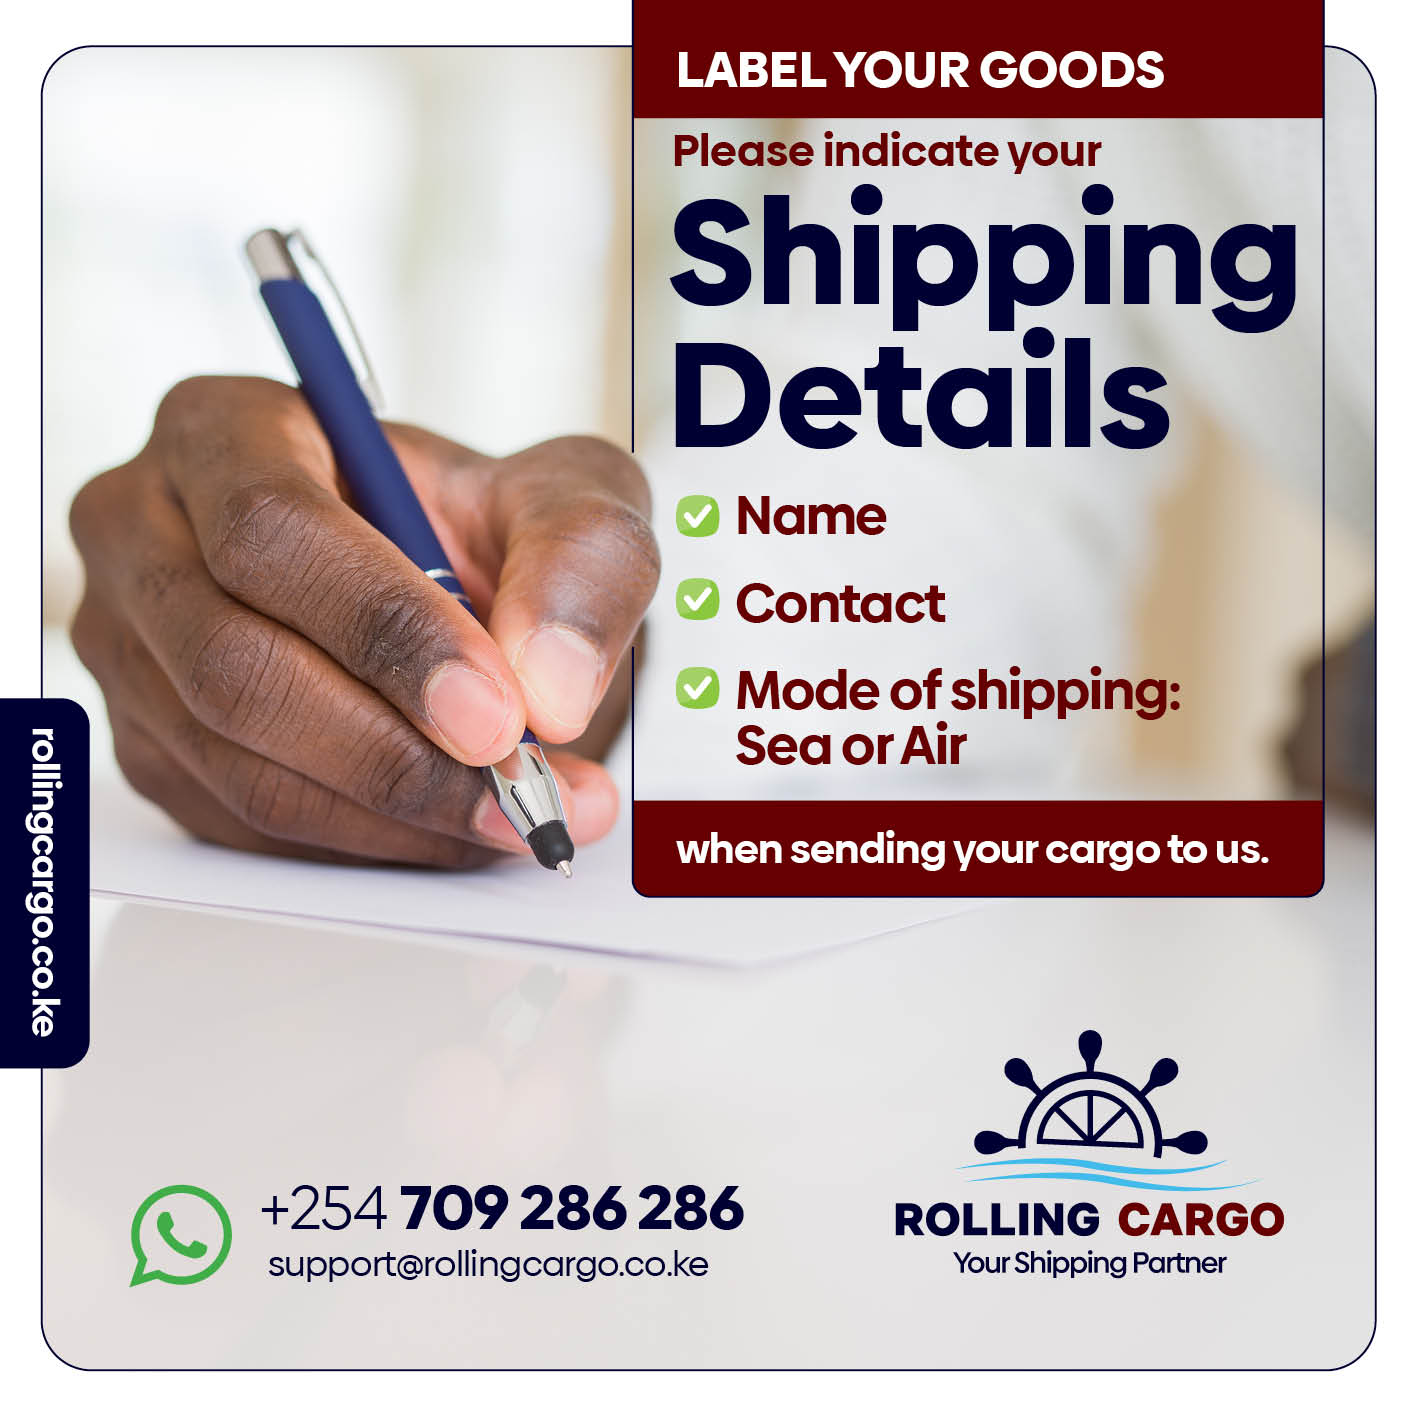 LABEL YOUR GOODS
Please indicate your
Shipping
Details
Name
Contact
Mode of shipping:
Sea or Air
when sending your cargo to us.
rollingcargo.co.ke
+254 709 286 286
support@rollingcargo.co.ke
ROLLING CARGO
Your Shipping Partner